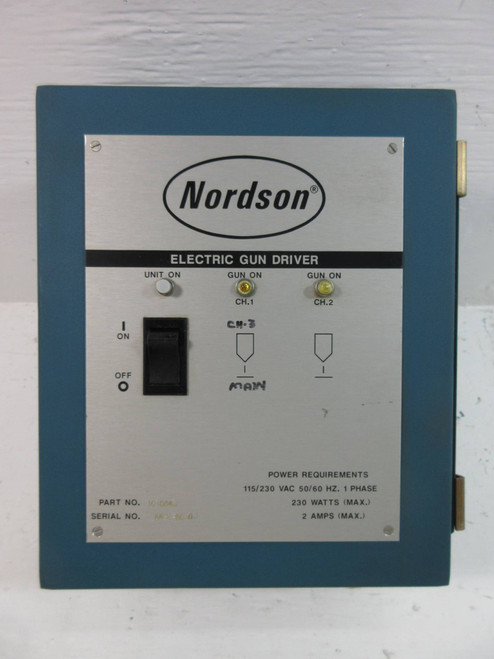 Nordson®
ELECTRIC GUN DRIVER
UNIT ON
GUN ON
GUN ON
CH.1
CH.2
I
ON
CH-3
OFF
O
MAIN
POWER REQUIREMENTS
115/230 VAC 50/60 HZ. 1 PHASE
PART NO.
230 WATTS (MAX.)
SERIAL NO.
2 AMPS (MAX.)